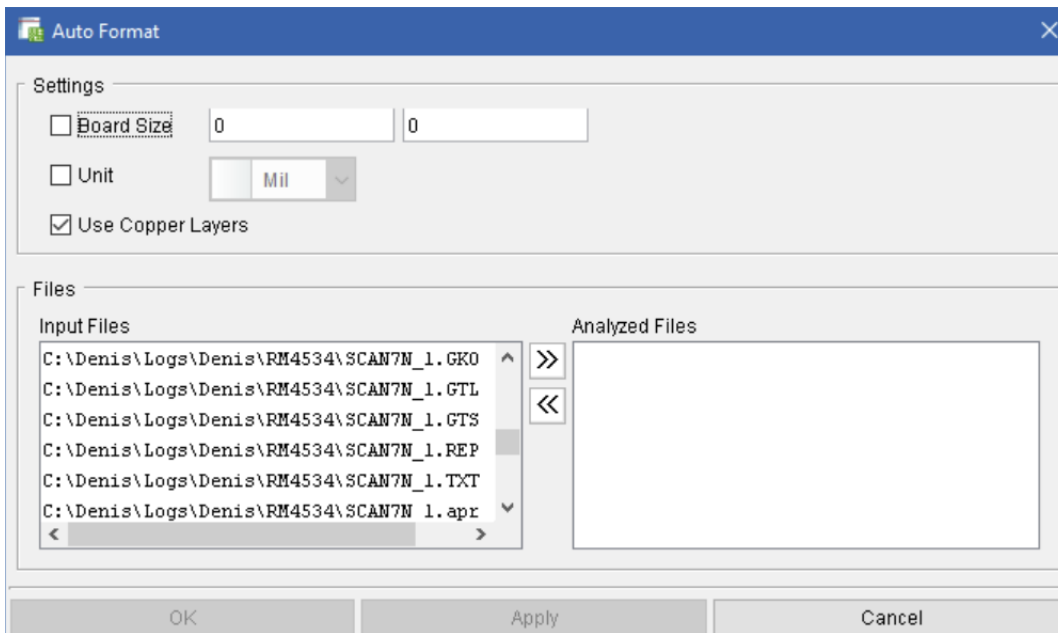 Auto Format
Settings
Board Size 0 0
Unit Mil
Use Copper Layers
Files
Input Files Analyzed Files
C:\Denis\Logs\Denis\RM4534\SCAN7N_1.GKO
C:\Denis\Logs\Denis\RM4534\SCAN7N_1.GTL
C:\Denis\Logs\Denis\RM4534\SCAN7N_1.GTS
C:\Denis\Logs\Denis\RM4534\SCAN7N_1.REP
C:\Denis\Logs\Denis\RM4534\SCAN7N_1.TXT
C:\Denis\Logs\Denis\RM4534\SCAN7N_1.apr
OK Apply Cancel